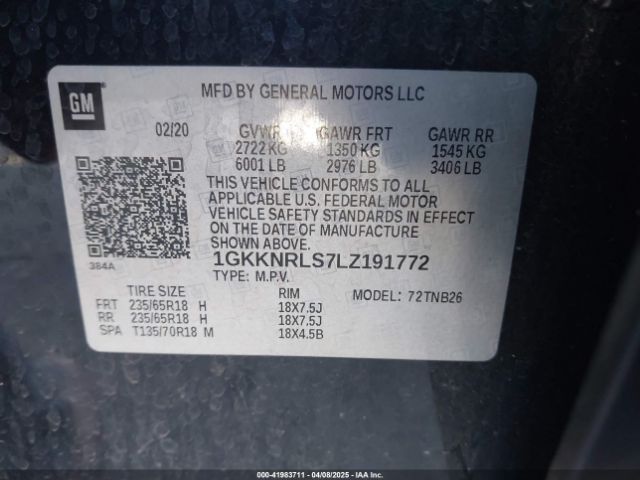 GM
MFD BY GENERAL MOTORS LLC
02/20 GVWR GAWR FRT GAWR RR
2722 KG 1350 KG 1545 KG
6001 LB 2976 LB 3406 LB
THIS VEHICLE CONFORMS TO ALL
APPLICABLE U.S. FEDERAL MOTOR
VEHICLE SAFETY STANDARDS IN EFFECT
ON THE DATE OF MANUFACTURE
SHOWN ABOVE.
384A
1GKKNRLS7LZ191772
TYPE: M.P.V.
TIRE SIZE RIM MODEL: 72TNB26
FRT 235/65R18 H 18X7.5J
RR 235/65R18 H 18X7.5J
SPA T135/70R18 M 18X4.5B
000-41983711 - 04/08/2025 - IAAI.COM